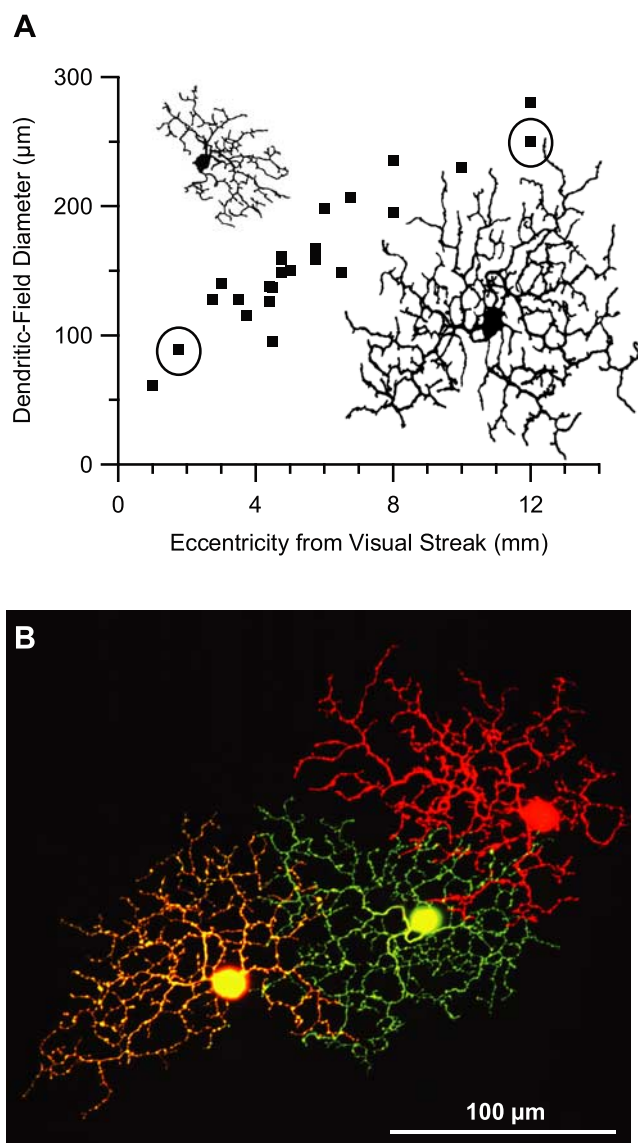 A
300
200
100
0
Dendritic-Field Diameter (µm)
0 4 8 12
Eccentricity from Visual Streak (mm)
B
100 µm